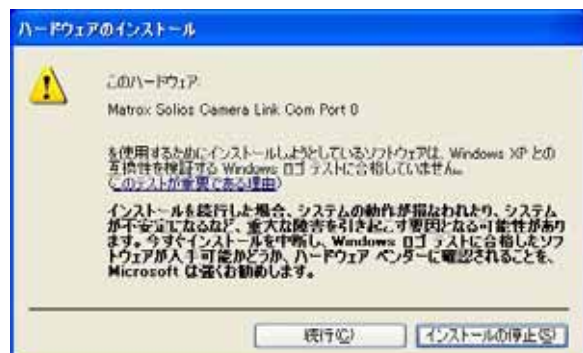 ハードウェアのインストール
このハードウェア:
Matrox Solios Camera Link Com Port 0
を使用するためにインストールしようとしているソフトウェアは、Windows XP との
互換性を検証する Windows ロゴ テストに合格していません。
(このテストが重要である理由)
インストールを続行した場合、システムの動作が損なわれたり、システム
が不安定になるなど、重大な障害を引き起こす要因となる可能性があり
ます。今すぐインストールを中断し、Windows ロゴ テストに合格したソフ
トウェアが入手可能かどうか、ハードウェア ベンダーに確認されることを、
Microsoft は強くお勧めします。
続行(C)
インストールの停止(S)